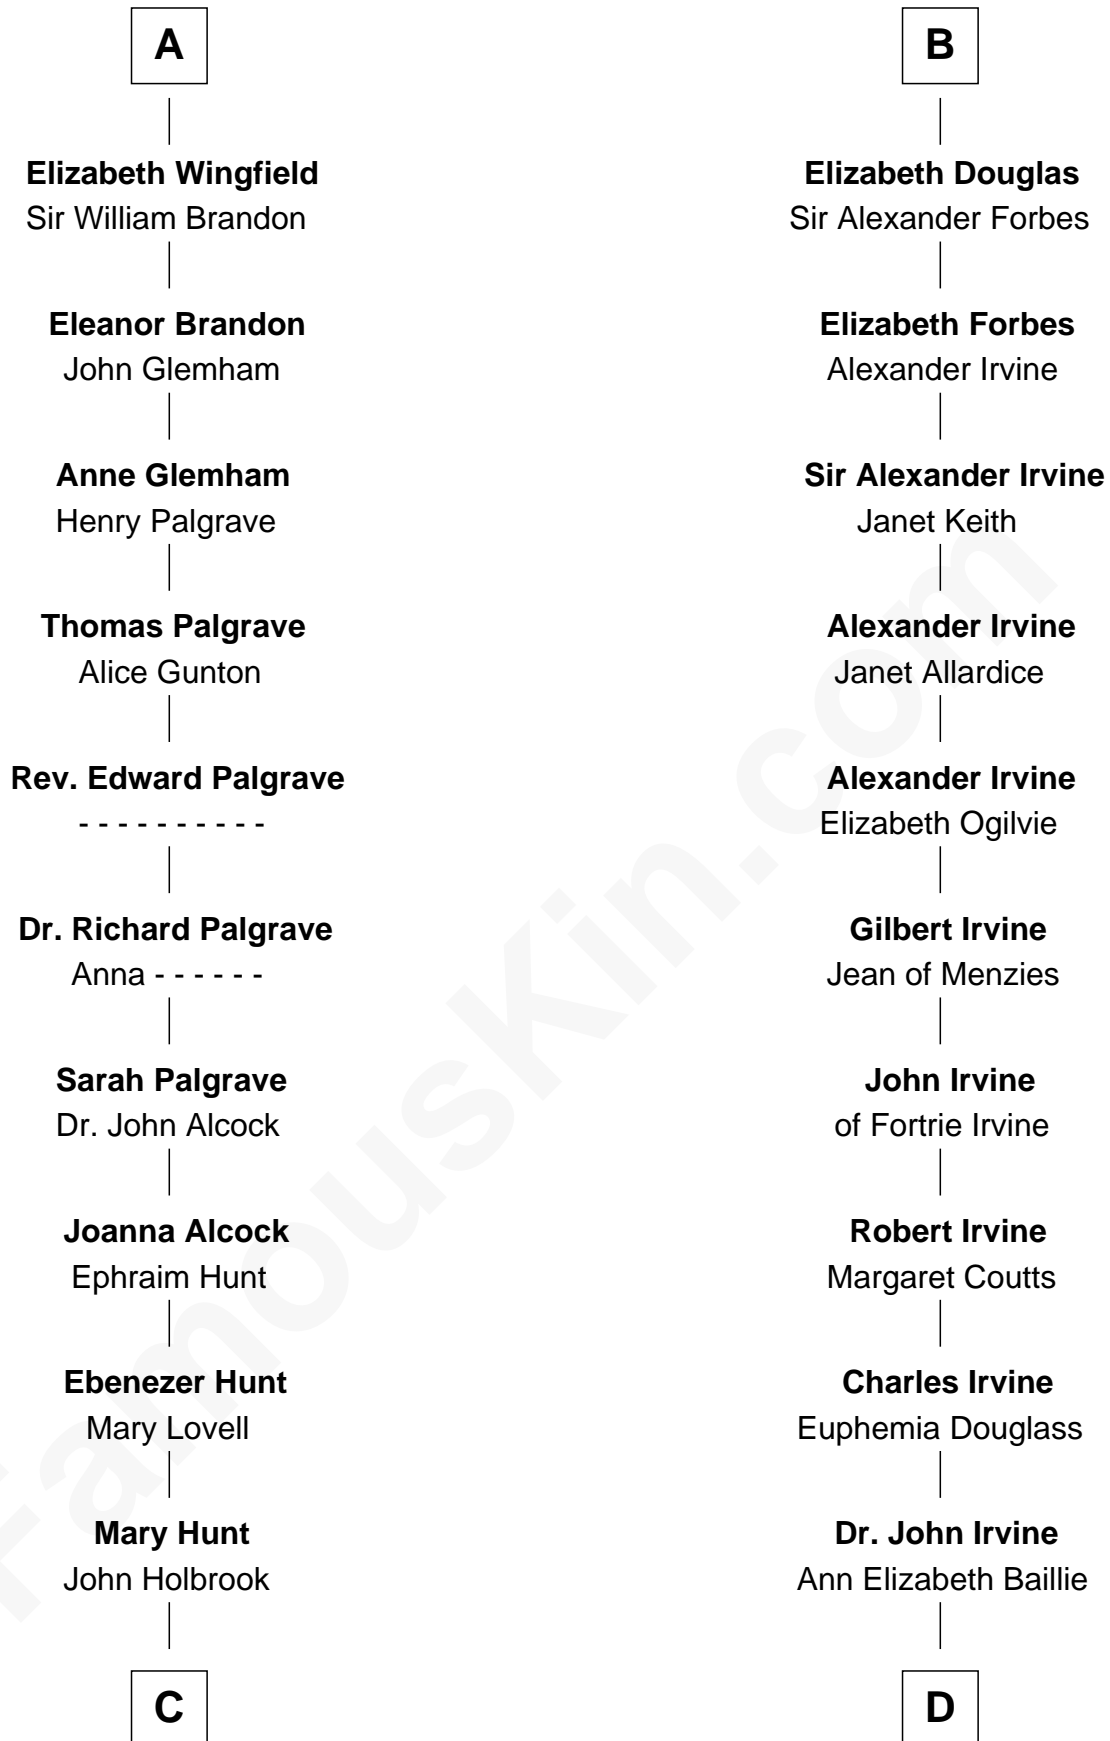 A
Elizabeth Wingfield
Sir William Brandon
Eleanor Brandon
John Glemham
Anne Glemham
Henry Palgrave
Thomas Palgrave
Alice Gunton
Rev. Edward Palgrave
- - - - - - - - - -
Dr. Richard Palgrave
Anna - - - - - -
Sarah Palgrave
Dr. John Alcock
Joanna Alcock
Ephraim Hunt
Ebenezer Hunt
Mary Lovell
Mary Hunt
John Holbrook
C
B
Elizabeth Douglas
Sir Alexander Forbes
Elizabeth Forbes
Alexander Irvine
Sir Alexander Irvine
Janet Keith
Alexander Irvine
Janet Allardice
Alexander Irvine
Elizabeth Ogilvie
Gilbert Irvine
Jean of Menzies
John Irvine
of Fortrie Irvine
Robert Irvine
Margaret Coutts
Charles Irvine
Euphemia Douglass
Dr. John Irvine
Ann Elizabeth Baillie
D
FamousKin.com